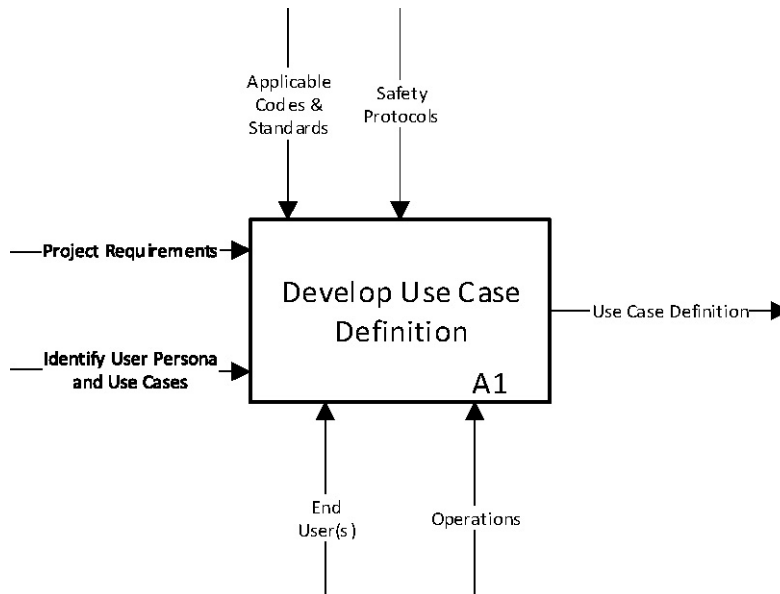 Applicable
Codes &
Standards
Safety
Protocols
Project Requirements
Develop Use Case
Definition
Use Case Definition
Identify User Persona
and Use Cases
A1
End
User(s)
Operations